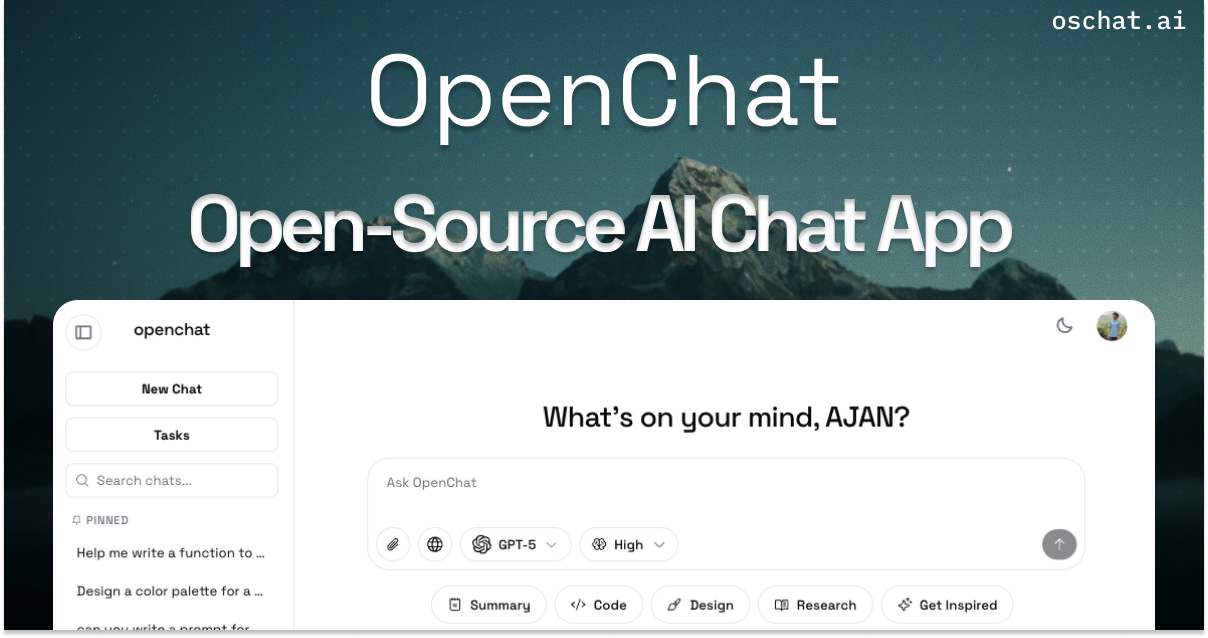 oschat.ai
OpenChat
Open-Source AI Chat App
openchat
New Chat
Tasks
Search chats...
PINNED
Help me write a function to ...
Design a color palette for a ...
can you write a prompt for
What's on your mind, AJAN?
Ask OpenChat
GPT-5
High
Summary
Code
Design
Research
Get Inspired